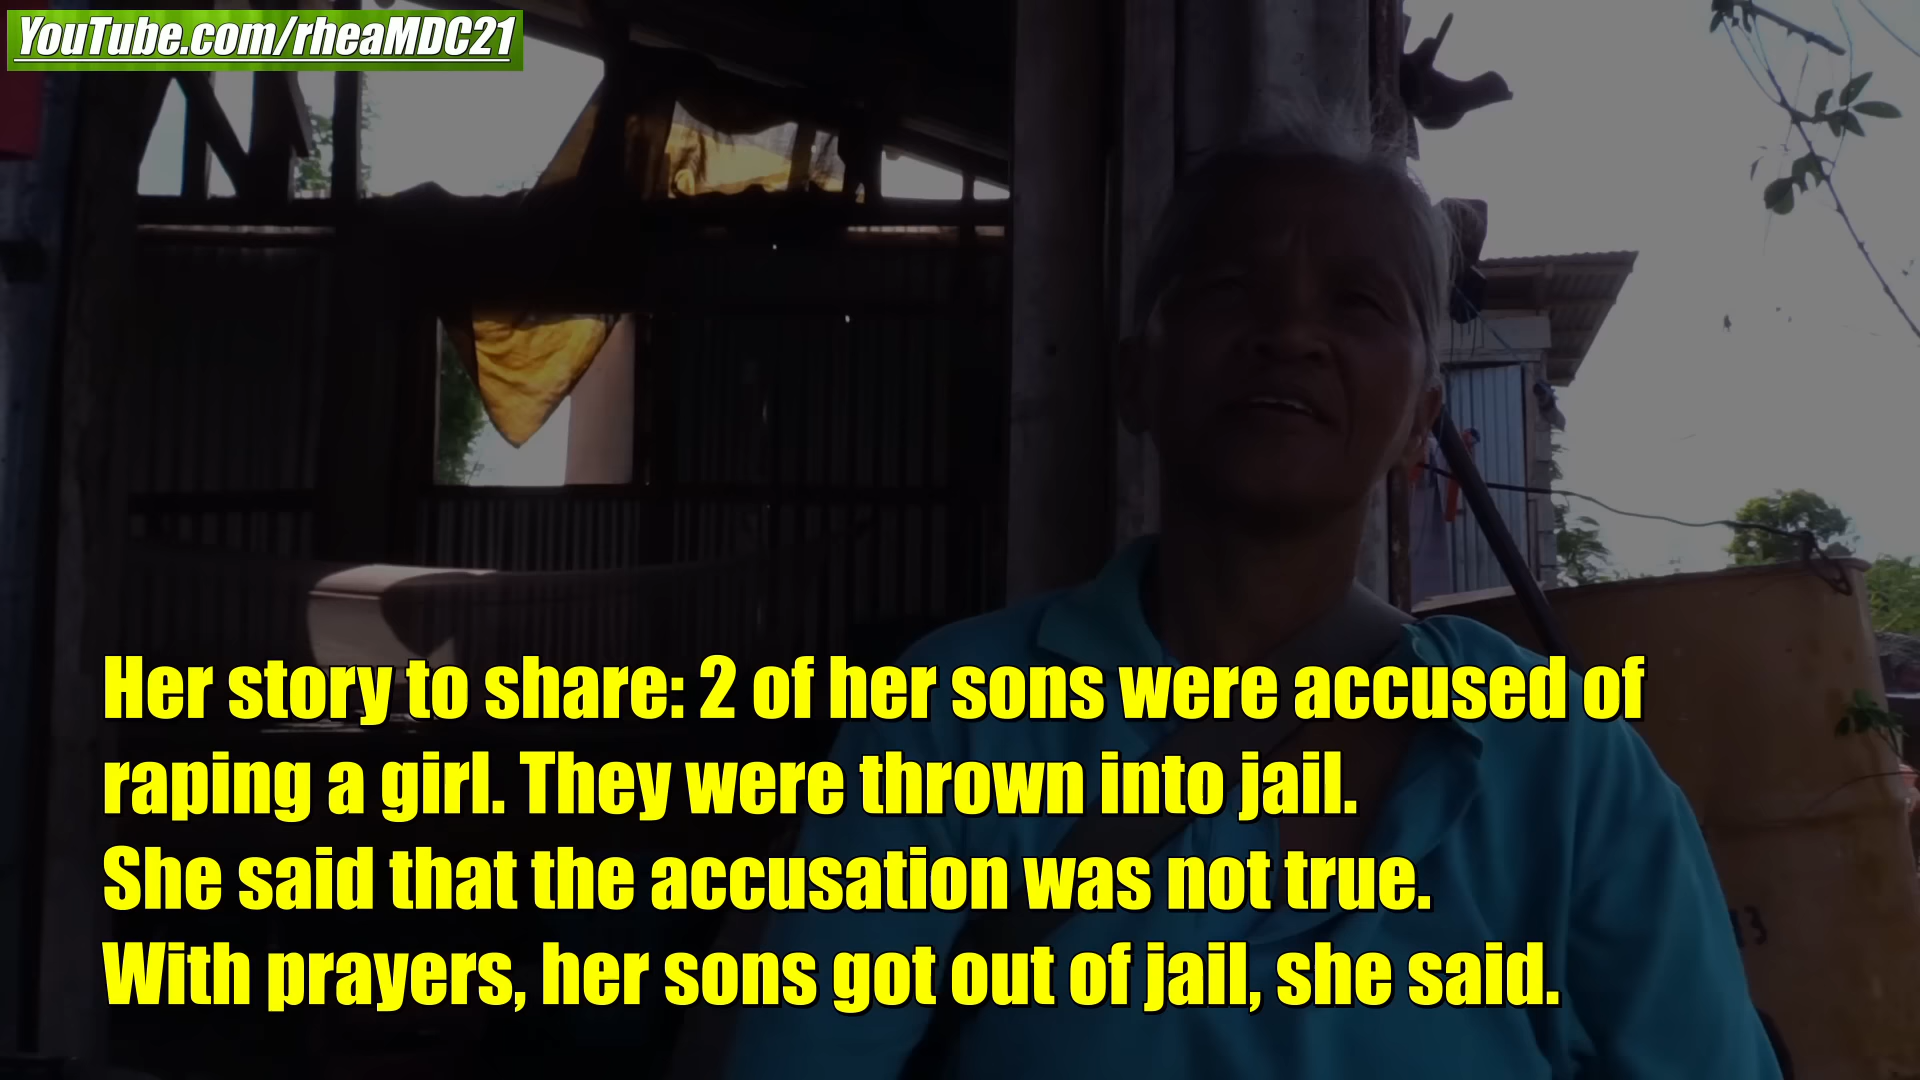 YouTube.com/rheaMDC21
Her story to share: 2 of her sons were accused of
raping a girl. They were thrown into jail.
She said that the accusation was not true.
With prayers, her sons got out of jail, she said.